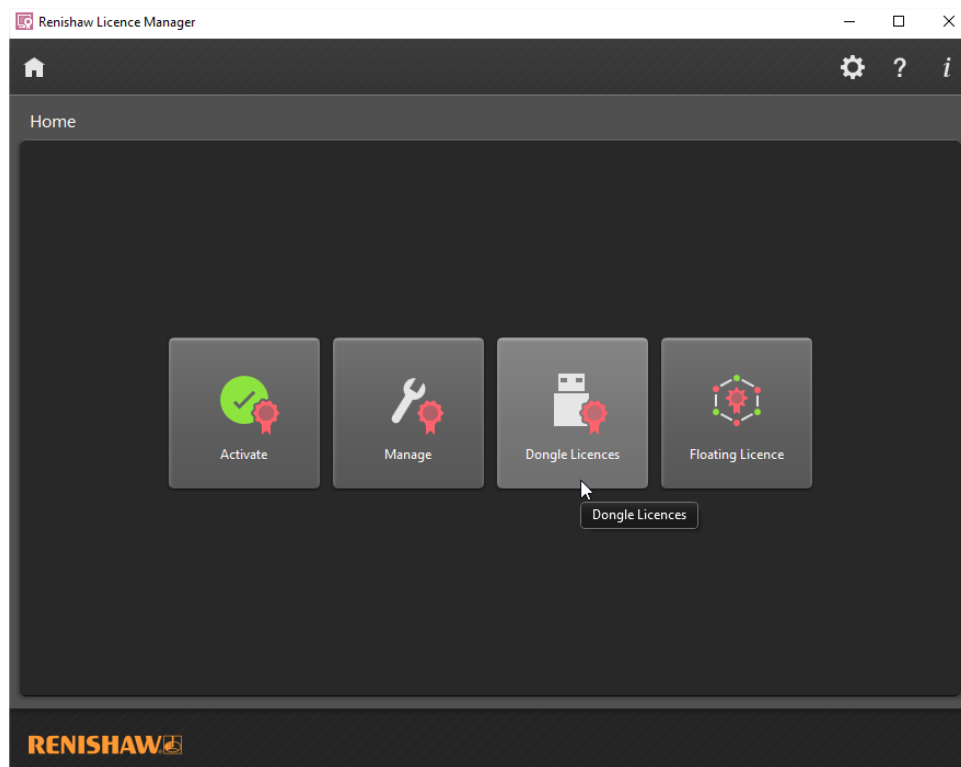 Renishaw Licence Manager
? i
Home
Activate Manage Dongle Licences Floating Licence
Dongle Licences
RENISHAW